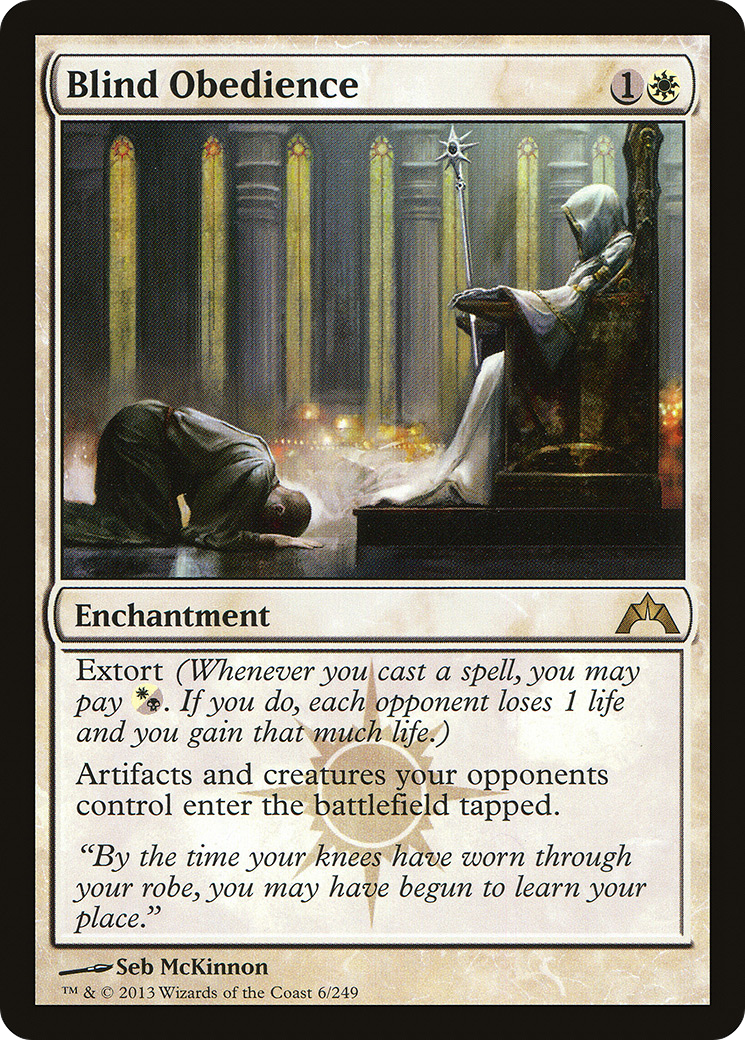 Blind Obedience
1
Enchantment
Extort (Whenever you cast a spell, you may
pay . If you do, each opponent loses 1 life
and you gain that much life.)
Artifacts and creatures your opponents
control enter the battlefield tapped.
“By the time your knees have worn through
your robe, you may have begun to learn your
place.”
Seb McKinnon
™ & © 2013 Wizards of the Coast 6/249